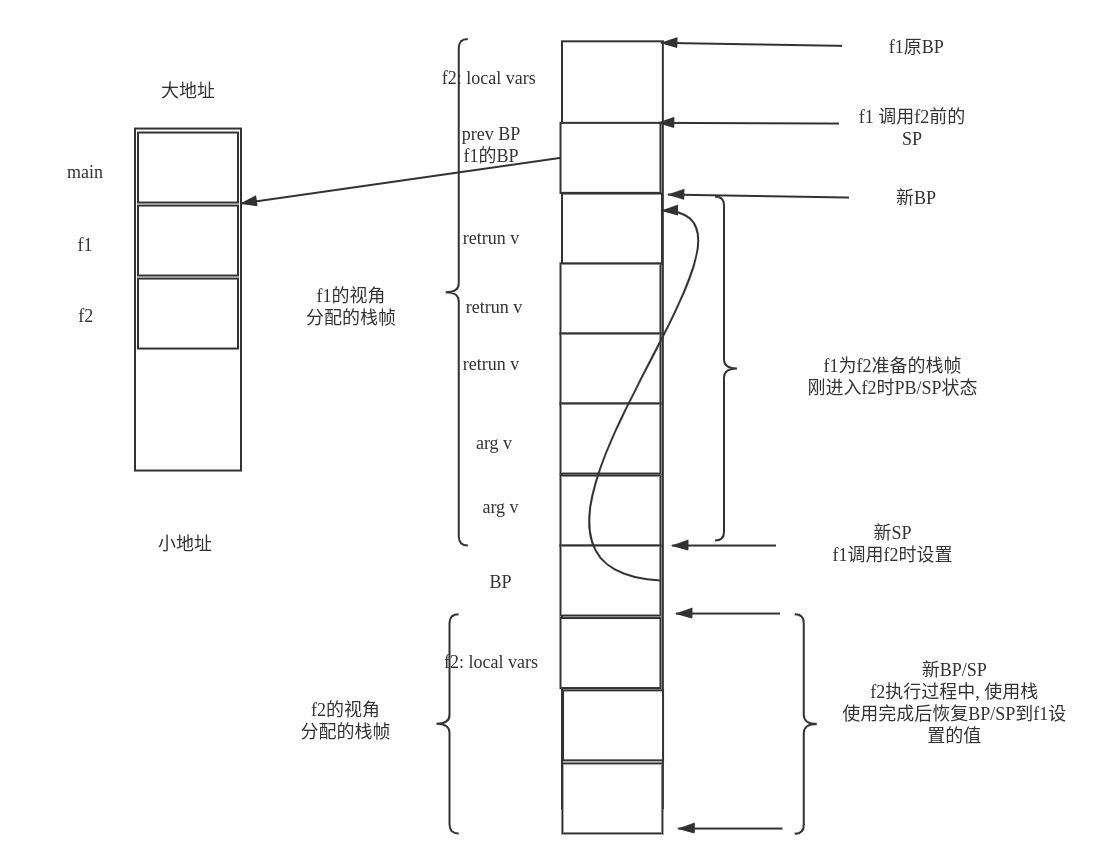 大地址
main
f1
f2
小地址
f1的视角
分配的栈帧
f2的视角
分配的栈帧
f2: local vars
prev BP
f1的BP
retrun v
retrun v
retrun v
arg v
arg v
BP
f2: local vars
f1原BP
f1 调用f2前的
SP
新BP
f1为f2准备的栈帧
刚进入f2时PB/SP状态
新SP
f1调用f2时设置
新BP/SP
f2执行过程中, 使用栈
使用完成后恢复BP/SP到f1设
置的值